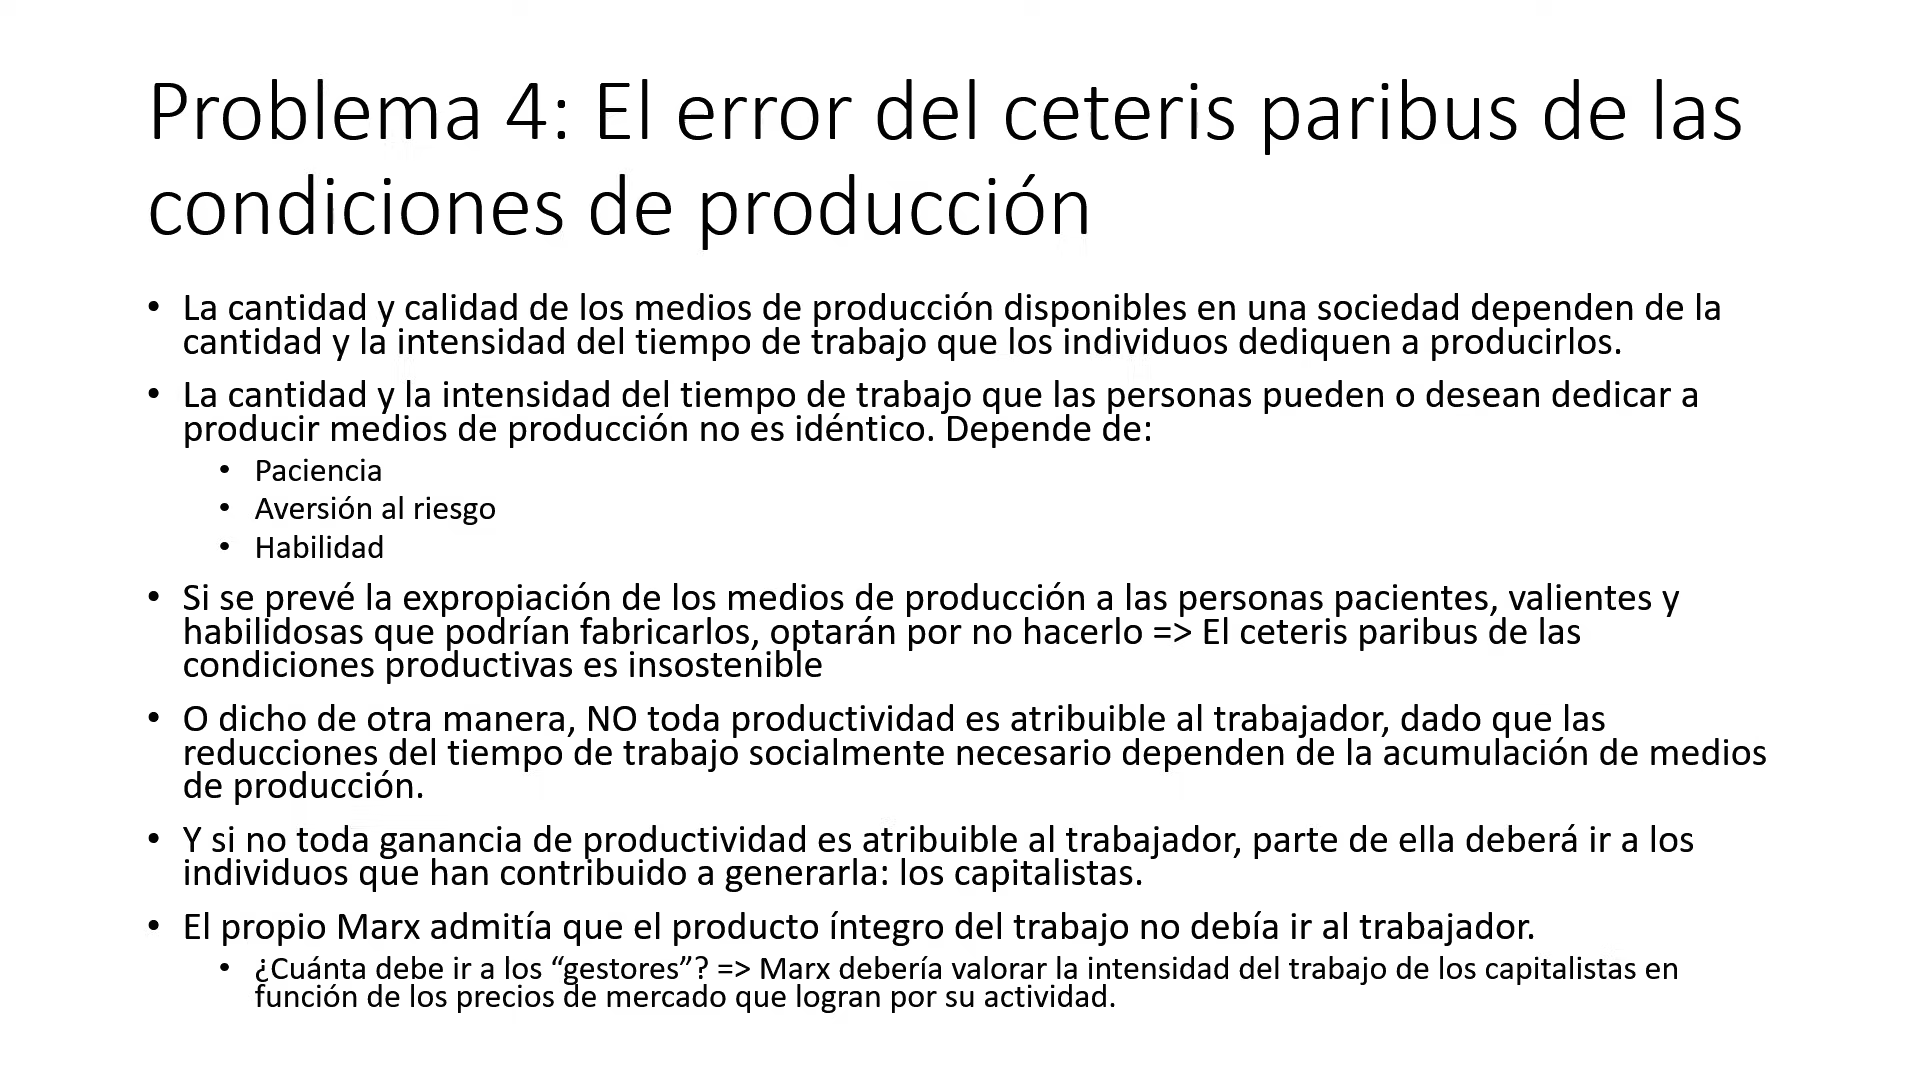 Problema 4: El error del ceteris paribus de las
condiciones de producción
• La cantidad y calidad de los medios de producción disponibles en una sociedad dependen de la
cantidad y la intensidad del tiempo de trabajo que los individuos dediquen a producirlos.
• La cantidad y la intensidad del tiempo de trabajo que las personas pueden o desean dedicar a
producir medios de producción no es idéntico. Depende de:
• Paciencia
• Aversión al riesgo
• Habilidad
• Si se prevé la expropiación de los medios de producción a las personas pacientes, valientes y
habilidosas que podrían fabricarlos, optarán por no hacerlo => El ceteris paribus de las
condiciones productivas es insostenible
• O dicho de otra manera, NO toda productividad es atribuible al trabajador, dado que las
reducciones del tiempo de trabajo socialmente necesario dependen de la acumulación de medios
de producción.
• Y si no toda ganancia de productividad es atribuible al trabajador, parte de ella deberá ir a los
individuos que han contribuido a generarla: los capitalistas.
• El propio Marx admitía que el producto íntegro del trabajo no debía ir al trabajador.
• ¿Cuánta debe ir a los “gestores”? => Marx debería valorar la intensidad del trabajo de los capitalistas en
función de los precios de mercado que logran por su actividad.